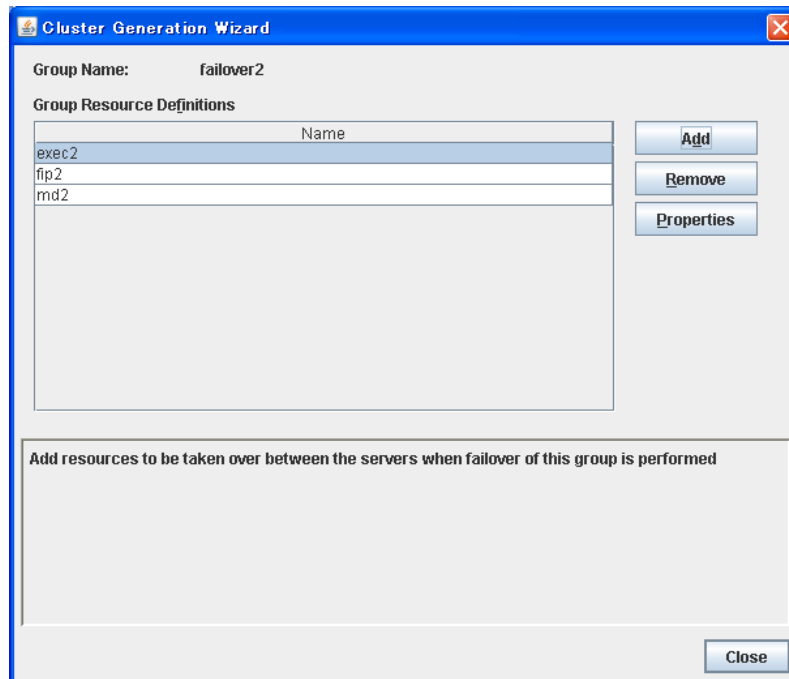 Cluster Generation Wizard
Group Name: failover2
Group Resource Definitions
Name
exec2
fip2
md2
Add
Remove
Properties
Add resources to be taken over between the servers when failover of this group is performed
Close